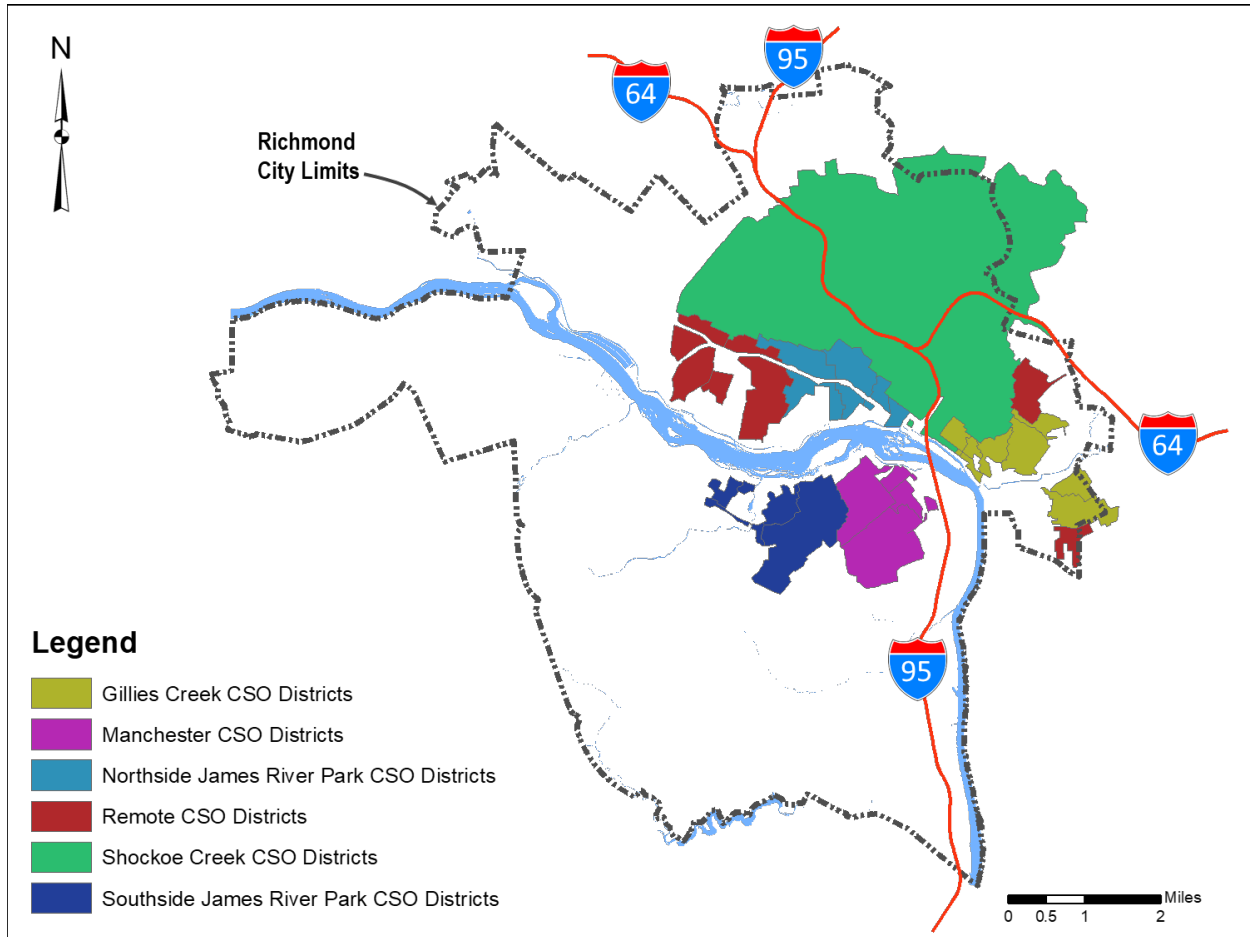 N
95
64
Richmond
City Limits
64
95
Legend
Gillies Creek CSO Districts
Manchester CSO Districts
Northside James River Park CSO Districts
Remote CSO Districts
Shockoe Creek CSO Districts
Southside James River Park CSO Districts
Miles
0 0.5 1 2